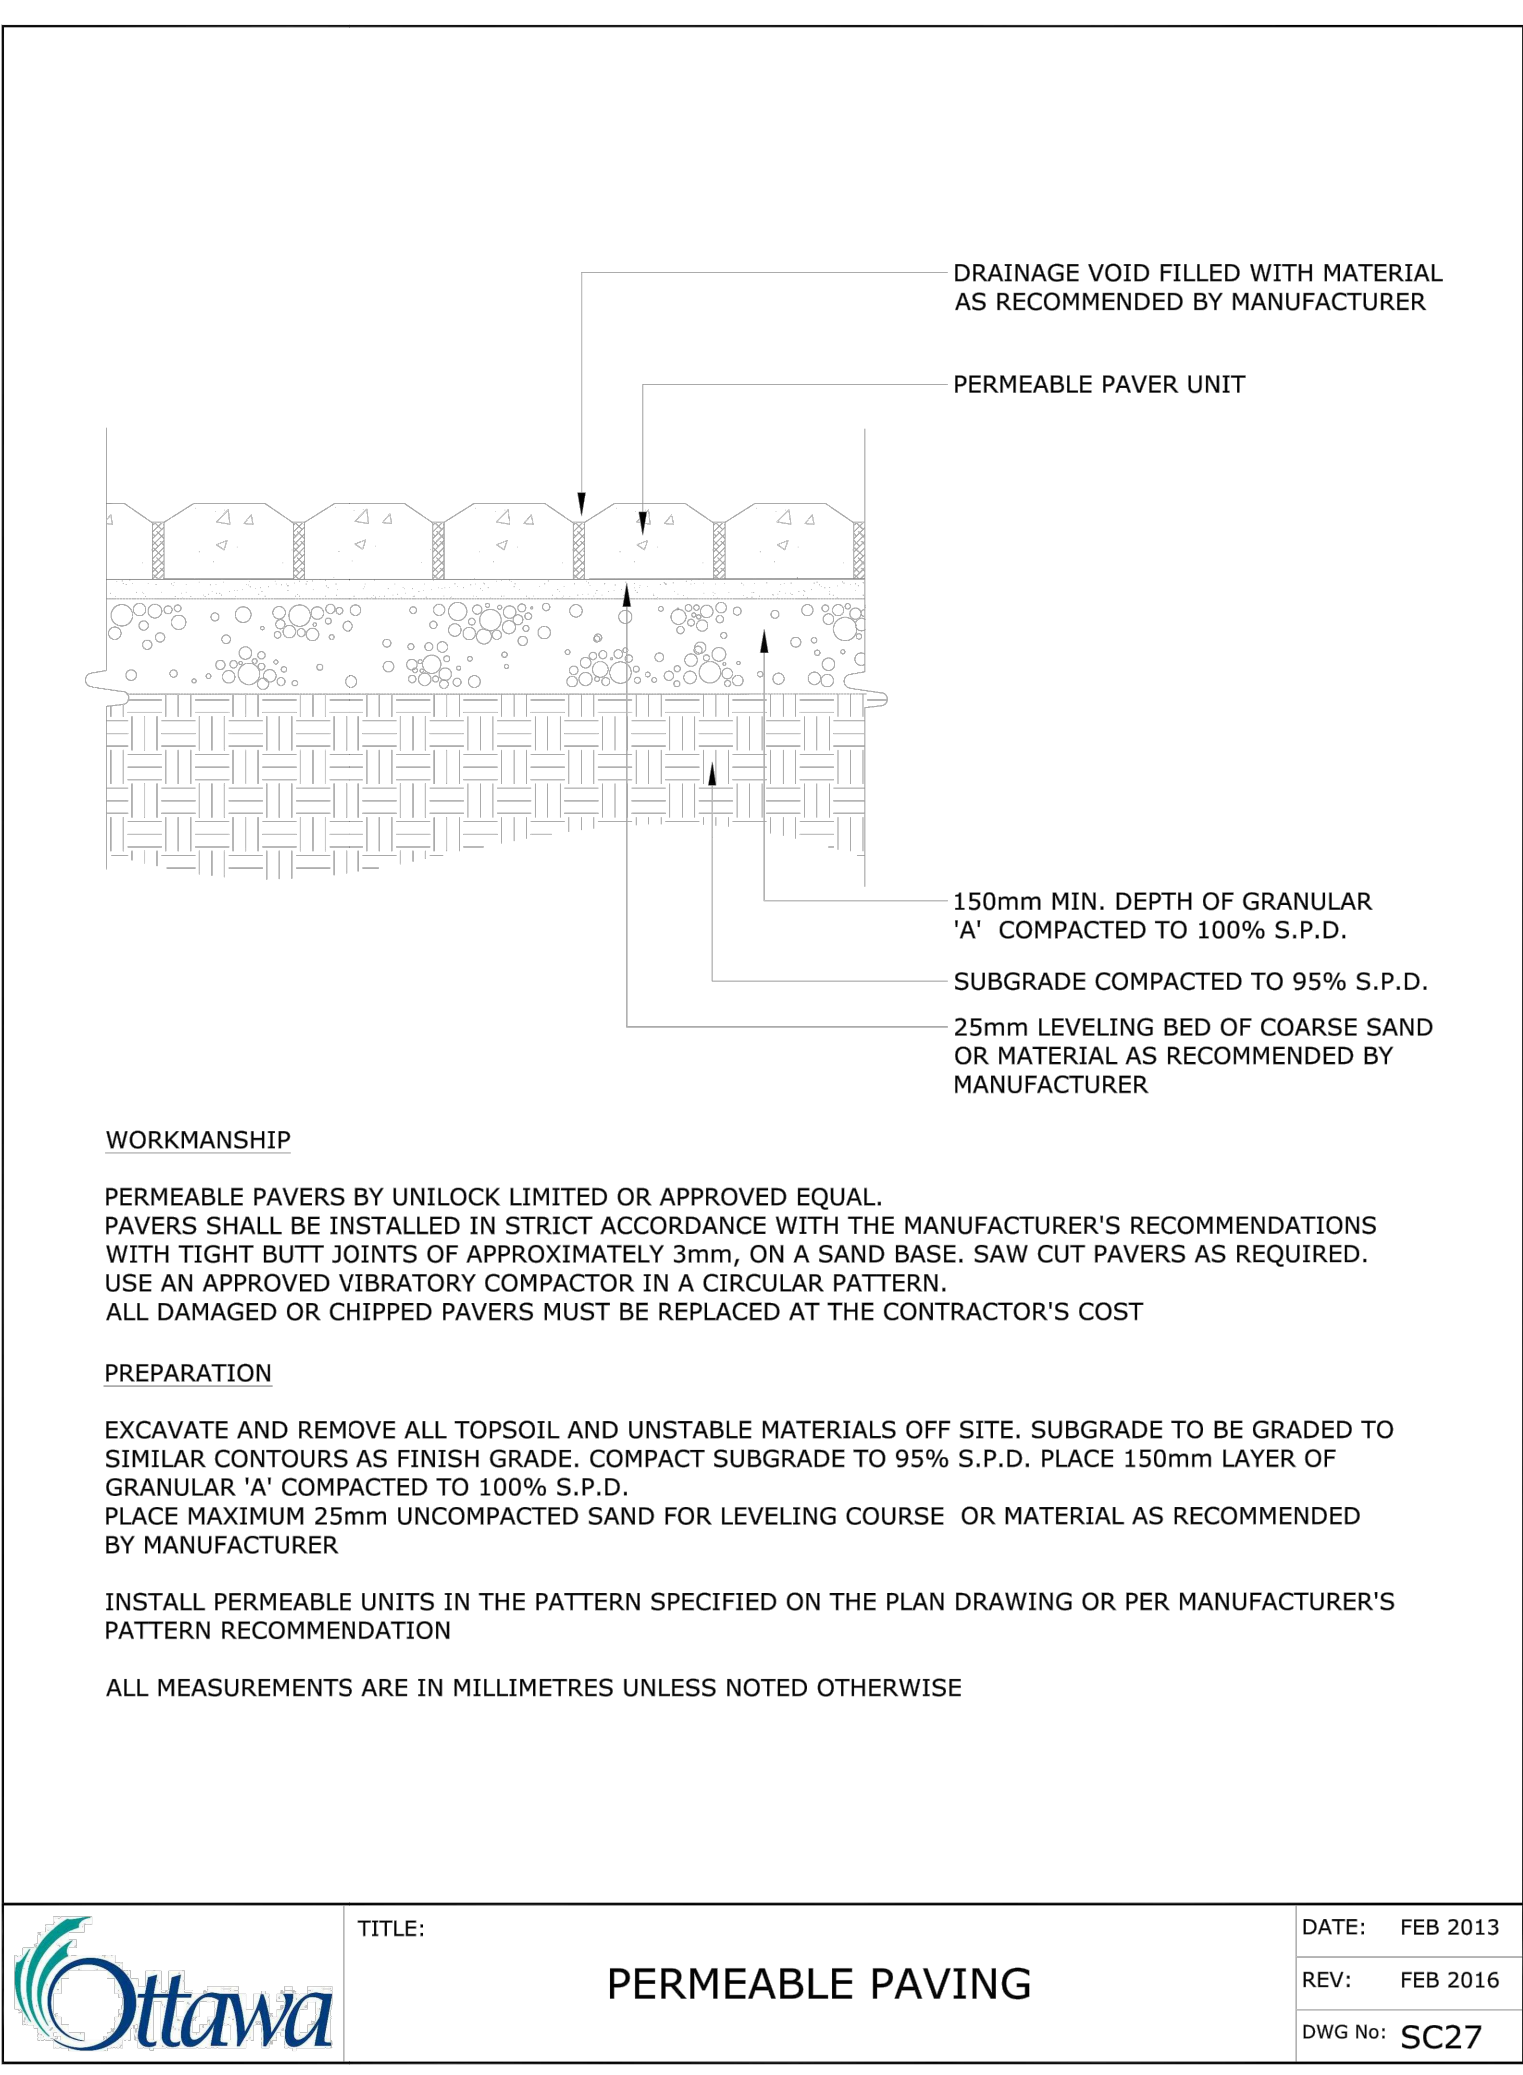 DRAINAGE VOID FILLED WITH MATERIAL
AS RECOMMENDED BY MANUFACTURER
PERMEABLE PAVER UNIT
150mm MIN. DEPTH OF GRANULAR
'A' COMPACTED TO 100% S.P.D.
SUBGRADE COMPACTED TO 95% S.P.D.
25mm LEVELING BED OF COARSE SAND
OR MATERIAL AS RECOMMENDED BY
MANUFACTURER
WORKMANSHIP
PERMEABLE PAVERS BY UNILOCK LIMITED OR APPROVED EQUAL.
PAVERS SHALL BE INSTALLED IN STRICT ACCORDANCE WITH THE MANUFACTURER'S RECOMMENDATIONS
WITH TIGHT BUTT JOINTS OF APPROXIMATELY 3mm, ON A SAND BASE. SAW CUT PAVERS AS REQUIRED.
USE AN APPROVED VIBRATORY COMPACTOR IN A CIRCULAR PATTERN.
ALL DAMAGED OR CHIPPED PAVERS MUST BE REPLACED AT THE CONTRACTOR'S COST
PREPARATION
EXCAVATE AND REMOVE ALL TOPSOIL AND UNSTABLE MATERIALS OFF SITE. SUBGRADE TO BE GRADED TO
SIMILAR CONTOURS AS FINISH GRADE. COMPACT SUBGRADE TO 95% S.P.D. PLACE 150mm LAYER OF
GRANULAR 'A' COMPACTED TO 100% S.P.D.
PLACE MAXIMUM 25mm UNCOMPACTED SAND FOR LEVELING COURSE OR MATERIAL AS RECOMMENDED
BY MANUFACTURER
INSTALL PERMEABLE UNITS IN THE PATTERN SPECIFIED ON THE PLAN DRAWING OR PER MANUFACTURER'S
PATTERN RECOMMENDATION
ALL MEASUREMENTS ARE IN MILLIMETRES UNLESS NOTED OTHERWISE
Ottawa
TITLE:
PERMEABLE PAVING
DATE: FEB 2013
REV: FEB 2016
DWG No: SC27